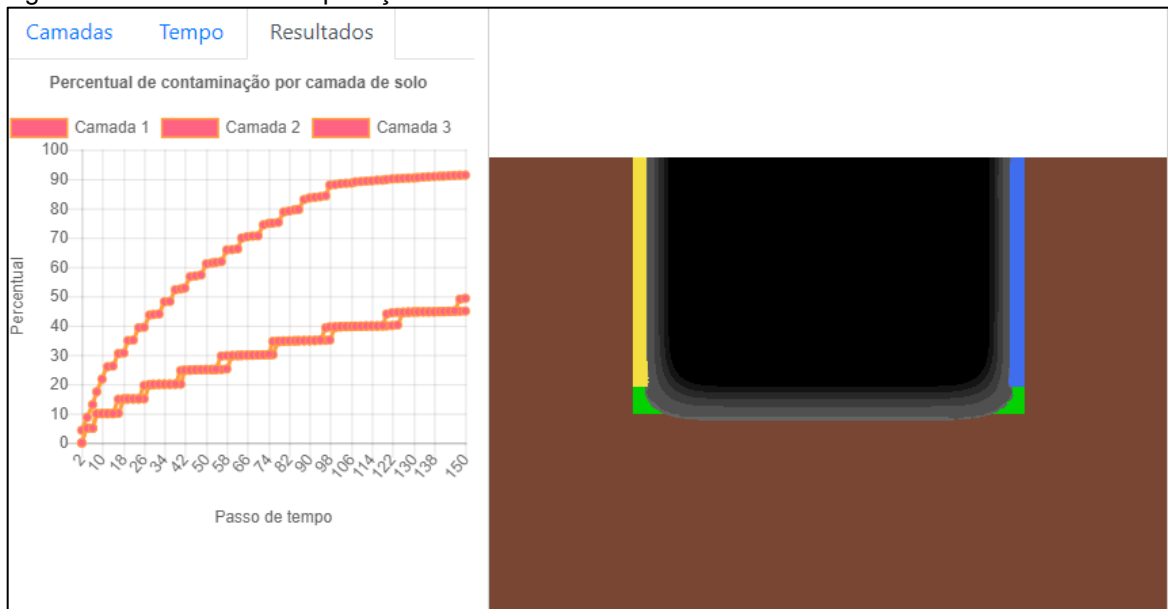 Camadas Tempo Resultados
Percentual de contaminação por camada de solo
Camada 1 Camada 2 Camada 3
100
90
80
70
60
50
40
30
20
10
0
Percentual
2 10 18 26 34 42 50 58 66 74 82 90 98 106 114 122 130 138 150
Passo de tempo